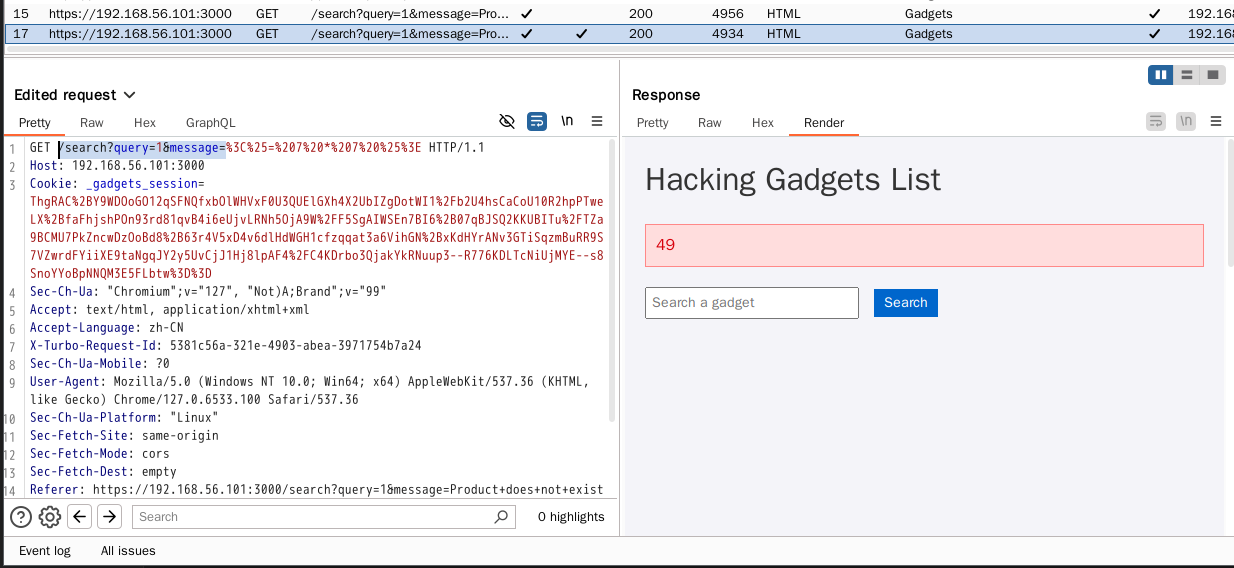 15 https://192.168.56.101:3000 GET /search?query=1&message=Pro... ✓ 200 4956 HTML Gadgets ✓ 192.168
17 https://192.168.56.101:3000 GET /search?query=1&message=Pro... ✓ ✓ 200 4934 HTML Gadgets ✓ 192.168
Edited request
Pretty Raw Hex GraphQL \n
1 GET /search?query=1&message=%3C%25=%207%20*%207%20%25%3E HTTP/1.1
2 Host: 192.168.56.101:3000
3 Cookie: _gadgets_session=
ThgRAC%2BY9WDOoGO12qSFNQfxbOlWHVxF0U3QUElGXh4X2UbIZgDotWI1%2Fb2U4hsCaCoU10R2hpPTwe
LX%2BfaFhjshPOn93rd81qvB4i6eUjvLRNh5OjA9W%2FF5SgAIWSEn7BI6%2B07qBJSQ2KKUBITu%2FTZa
9BCMU7PkZncwDzOoBd8%2B63r4V5xD4v6dlHdWGH1cfzqqat3a6VihGN%2BxKdHYrANv3GTiSqzmBuRR9S
7VZwrdFYiiXE9taNgqJY2y5UvCjJ1Hj8lpAF4%2FC4KDrbo3QjakYkRNuup3--R776KDLTcNiUjMYE--s8
SnoYYoBpNNQM3E5FLbtw%3D%3D
4 Sec-Ch-Ua: "Chromium";v="127", "Not)A;Brand";v="99"
5 Accept: text/html, application/xhtml+xml
6 Accept-Language: zh-CN
7 X-Turbo-Request-Id: 5381c56a-321e-4903-abea-3971754b7a24
8 Sec-Ch-Ua-Mobile: ?0
9 User-Agent: Mozilla/5.0 (Windows NT 10.0; Win64; x64) AppleWebKit/537.36 (KHTML,
like Gecko) Chrome/127.0.6533.100 Safari/537.36
10 Sec-Ch-Ua-Platform: "Linux"
11 Sec-Fetch-Site: same-origin
12 Sec-Fetch-Mode: cors
13 Sec-Fetch-Dest: empty
14 Referer: https://192.168.56.101:3000/search?query=1&message=Product+does+not+exist
Search
0 highlights
Response
Pretty Raw Hex Render \n
Hacking Gadgets List
49
Search a gadget Search
Event log All issues